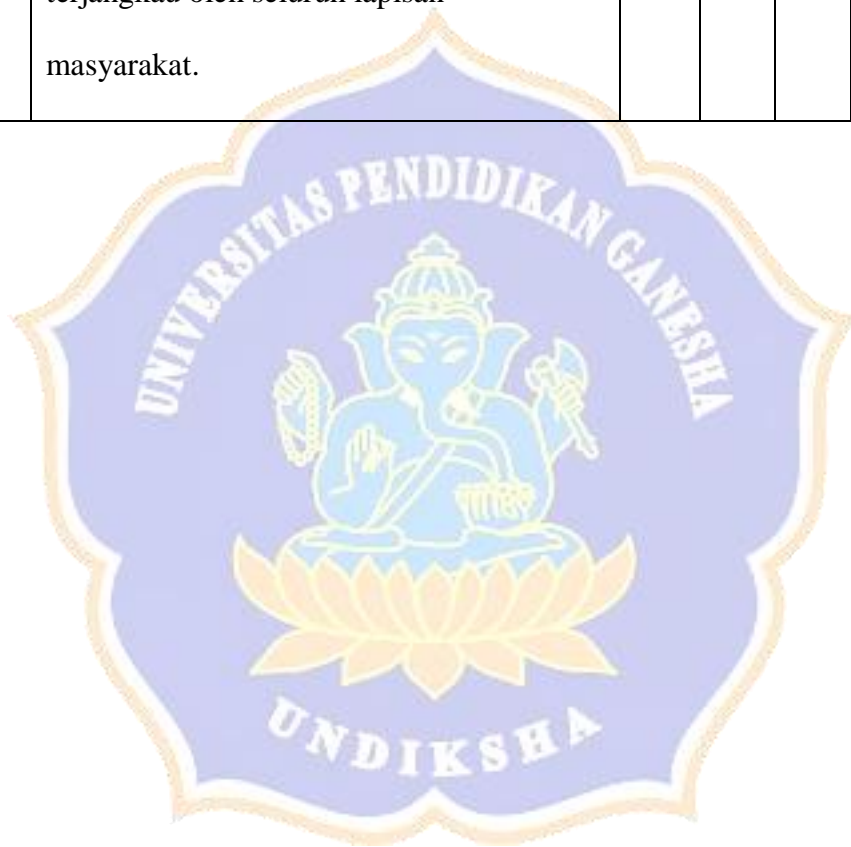 terjangkau oleh seluruh lapisan
masyarakat.
UNIVERSITAS PENDIDIKAN GANESHA
UNDIKSHA